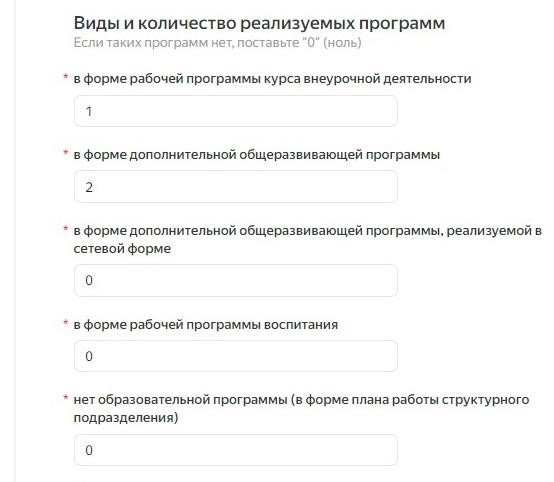 Виды и количество реализуемых программ
Если таких программ нет, поставьте "0" (ноль)
* в форме рабочей программы курса внеурочной деятельности
1
* в форме дополнительной общеразвивающей программы
2
* в форме дополнительной общеразвивающей программы, реализуемой в
сетевой форме
0
* в форме рабочей программы воспитания
0
* нет образовательной программы (в форме плана работы структурного
подразделения)
0